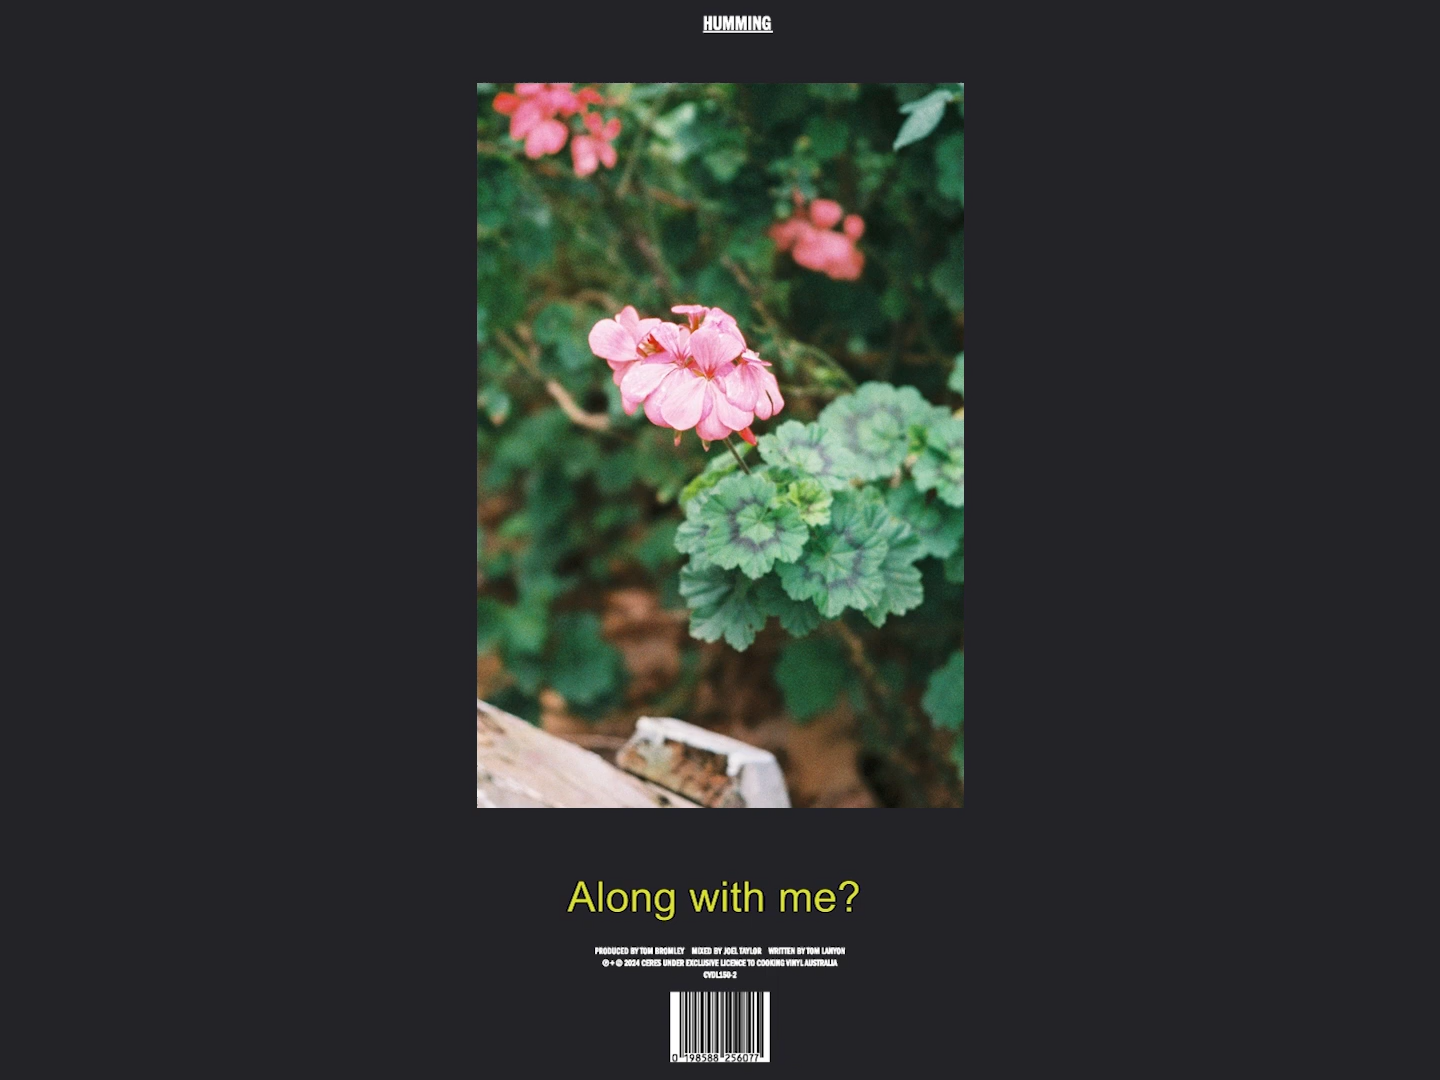 HUMMING
Along with me?
PRODUCED BY TOM BROMLEY MIXED BY JOEL TAYLOR WRITTEN BY TOM LANYON
℗ + © 2024 CERES UNDER EXCLUSIVE LICENCE TO COOKING VINYL AUSTRALIA
CVDL150-2
0 198588 256077